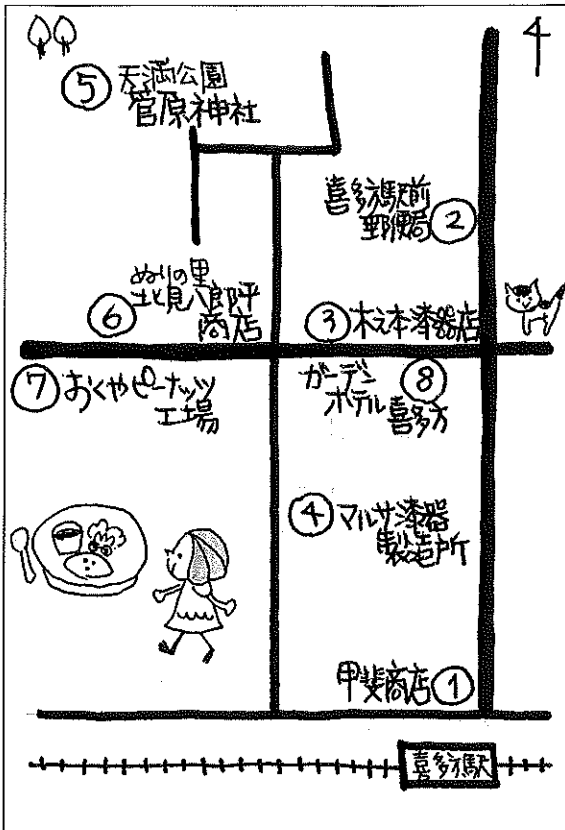 ⑤ 天満公園
菅原神社
喜多方駅前
郵便局 ②
ぬりの里
⑥ 北見八郎平
商店
③ 木之本漆器店
⑦ おくやピーナッツ
工場
ガーデン ⑧
ホテル喜多方
④ マルサ漆器
製造所
甲斐商店 ①
喜多方駅